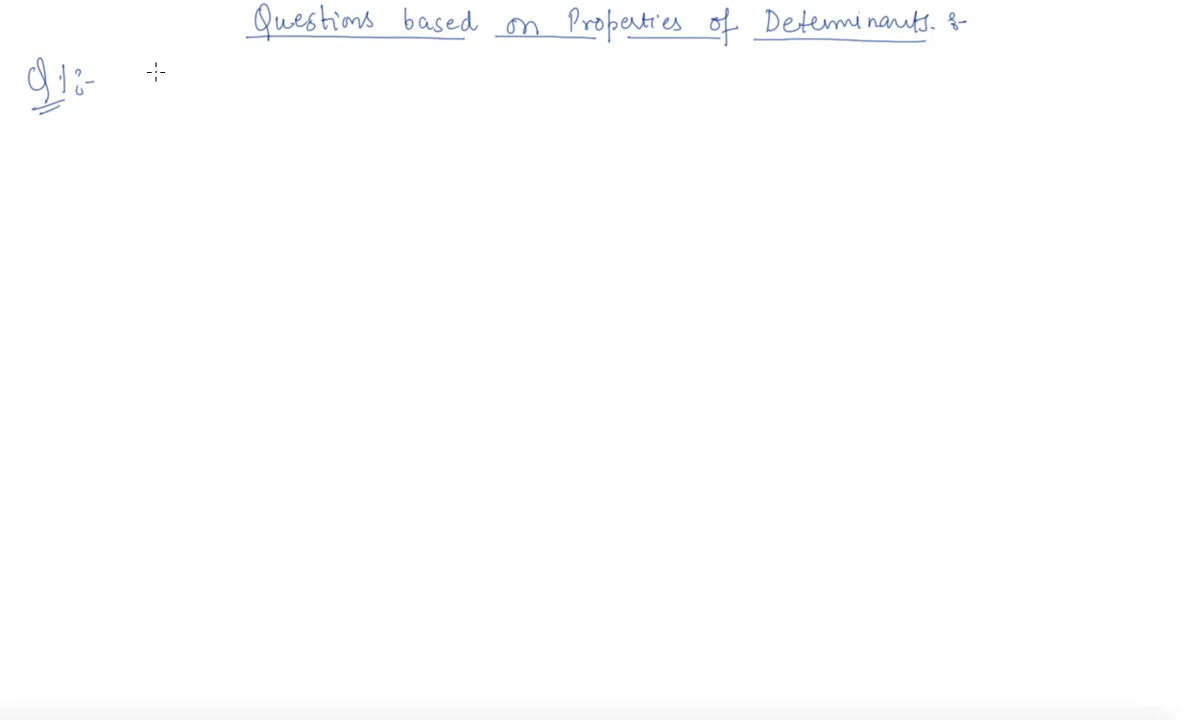 Questions based on Properties of Determinants :-
Q1:-